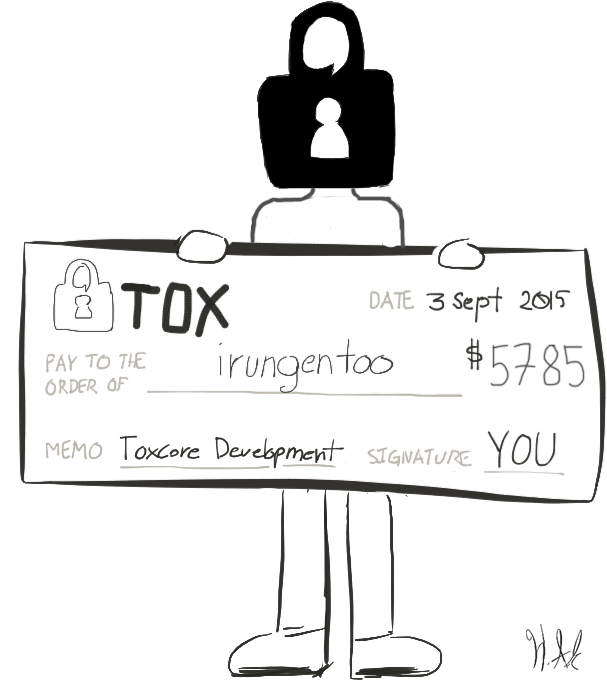 TOX
DATE 3 Sept 2015
PAY TO THE
ORDER OF irungentoo $5785
MEMO Toxcore Development SIGNATURE YOU